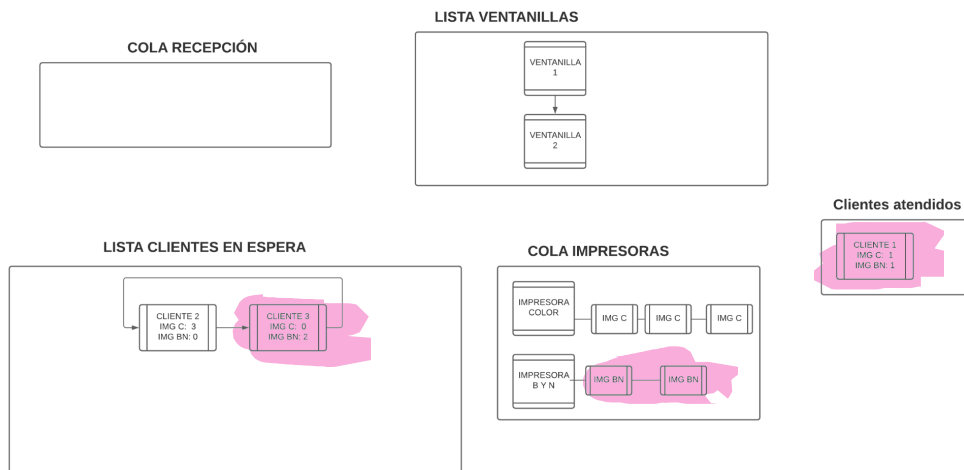 LISTA VENTANILLAS
COLA RECEPCIÓN
VENTANILLA
1
VENTANILLA
2
Clientes atendidos
CLIENTE 1
IMG C:  1
IMG BN: 1
LISTA CLIENTES EN ESPERA
CLIENTE 2
IMG C:  3
IMG BN: 0
CLIENTE 3
IMG C:  0
IMG BN: 2
COLA IMPRESORAS
IMPRESORA
COLOR
IMG C
IMG C
IMG C
IMPRESORA
B Y N
IMG BN
IMG BN